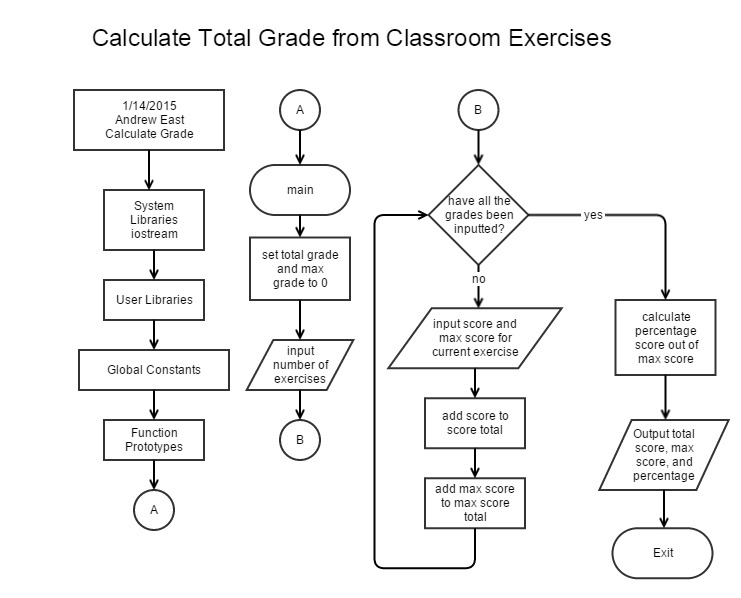 Calculate Total Grade from Classroom Exercises
1/14/2015
Andrew East
Calculate Grade
System
Libraries
iostream
User Libraries
Global Constants
Function
Prototypes
A
A
main
set total grade
and max
grade to 0
input
number of
exercises
B
B
have all the
grades been
inputted?
yes
no
input score and
max score for
current exercise
add score to
score total
add max score
to max score
total
calculate
percentage
score out of
max score
Output total
score, max
score, and
percentage
Exit